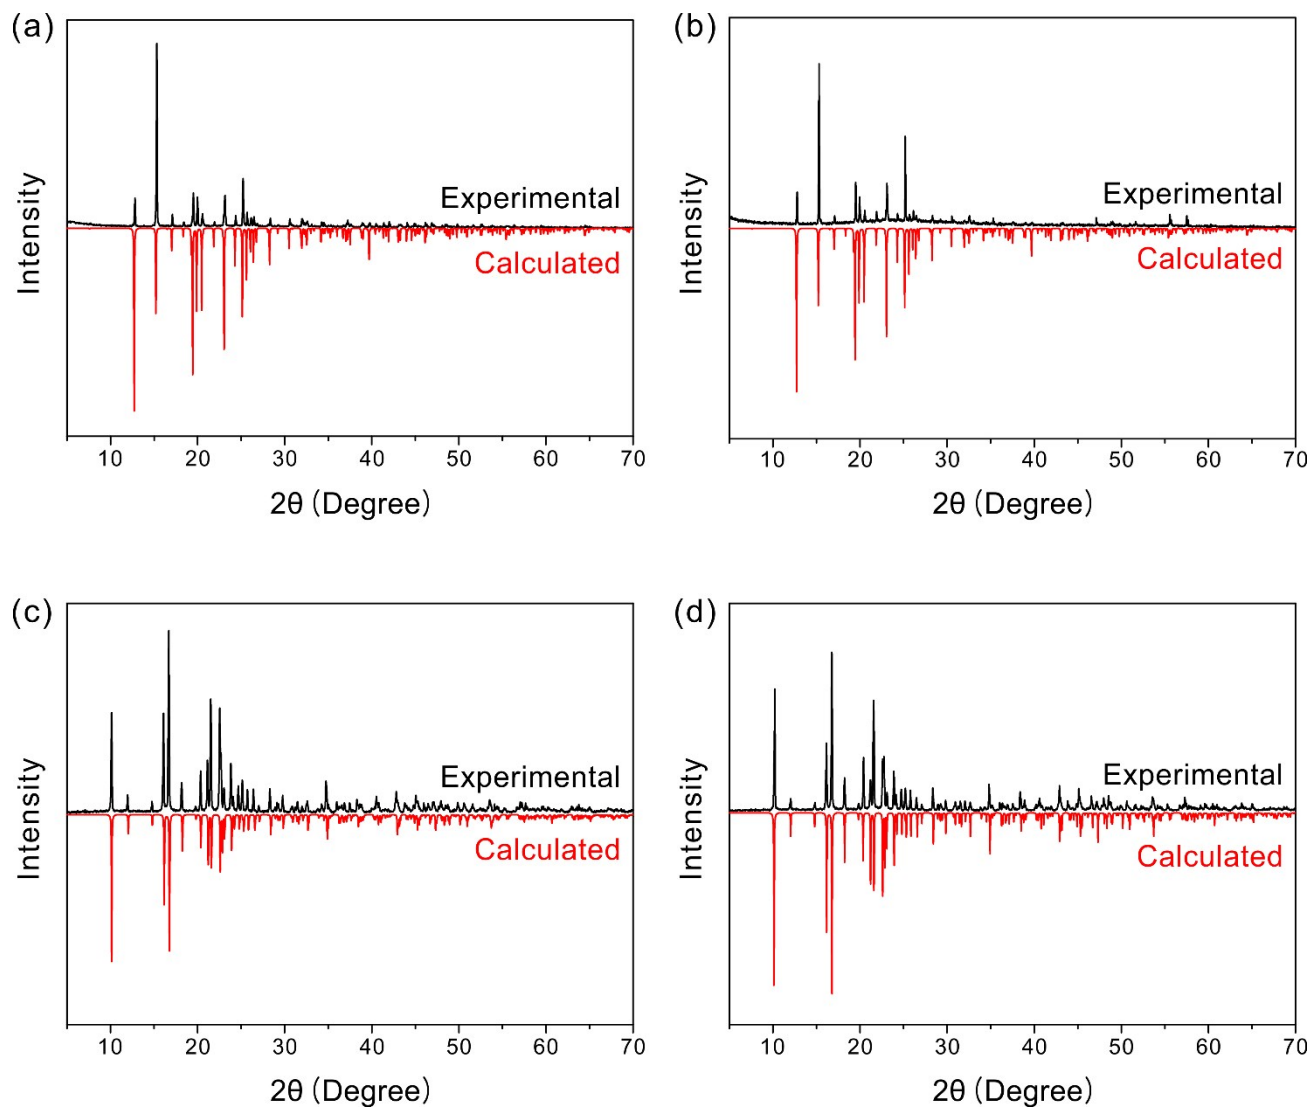 (a)
Intensity
Experimental
Calculated
10 20 30 40 50 60 70
2θ (Degree)
(b)
Intensity
Experimental
Calculated
10 20 30 40 50 60 70
2θ (Degree)
(c)
Intensity
Experimental
Calculated
10 20 30 40 50 60 70
2θ (Degree)
(d)
Intensity
Experimental
Calculated
10 20 30 40 50 60 70
2θ (Degree)